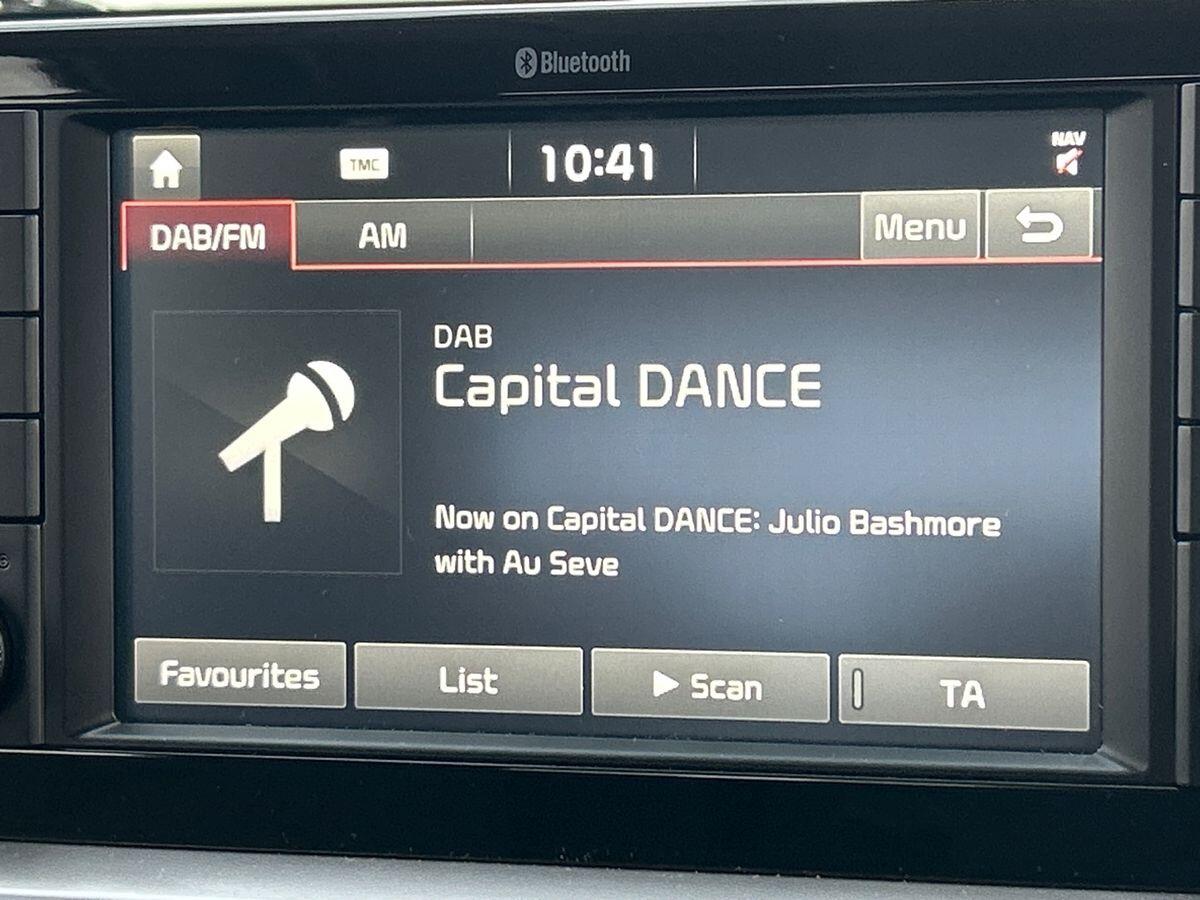 Bluetooth
TMC
10:41
NAV
DAB/FM
AM
Menu
DAB
Capital DANCE
Now on Capital DANCE: Julio Bashmore
with Au Seve
Favourites
List
Scan
TA